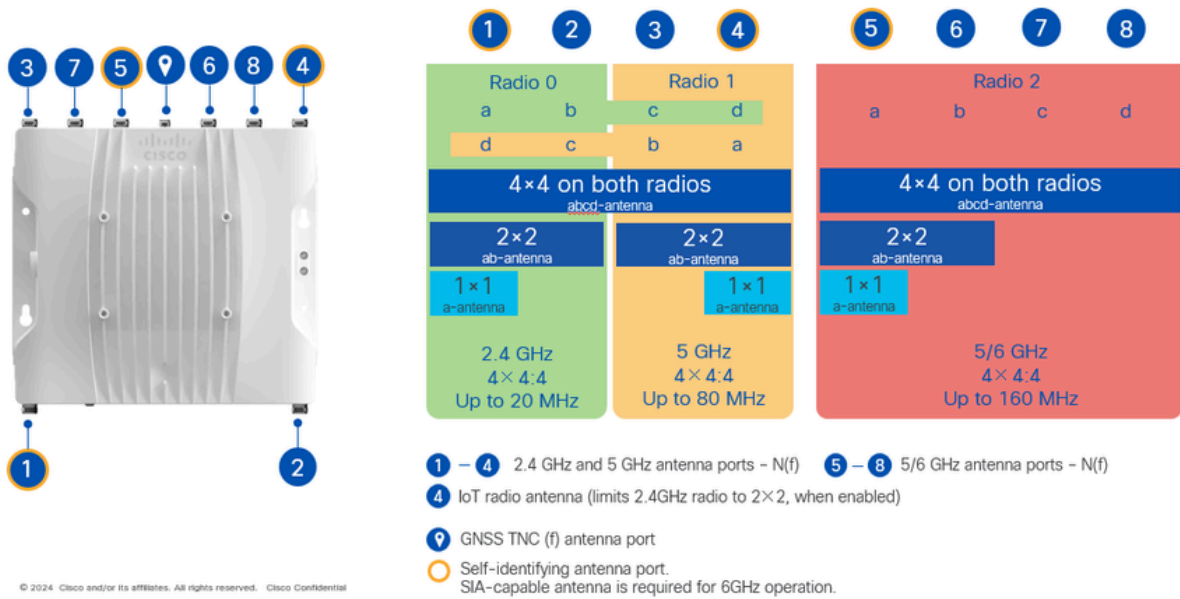 3 7 5 6 8 4
CISCO
1
2
1 2 3 4 5 6 7 8
Radio 0 Radio 1 Radio 2
a b c d a b c d
d c b a
4×4 on both radios 4×4 on both radios
abcd-antenna abcd-antenna
2×2 2×2 2×2
ab-antenna ab-antenna ab-antenna
1×1 1×1 1×1
a-antenna a-antenna a-antenna
2.4 GHz 5 GHz 5/6 GHz
4×4:4 4×4:4 4×4:4
Up to 20 MHz Up to 80 MHz Up to 160 MHz
1 – 4 2.4 GHz and 5 GHz antenna ports - N(f) 5 – 8 5/6 GHz antenna ports - N(f)
4 IoT radio antenna (limits 2.4GHz radio to 2×2, when enabled)
GNSS TNC (f) antenna port
Self-identifying antenna port.
SIA-capable antenna is required for 6GHz operation.
© 2024 Cisco and/or its affiliates. All rights reserved. Cisco Confidential